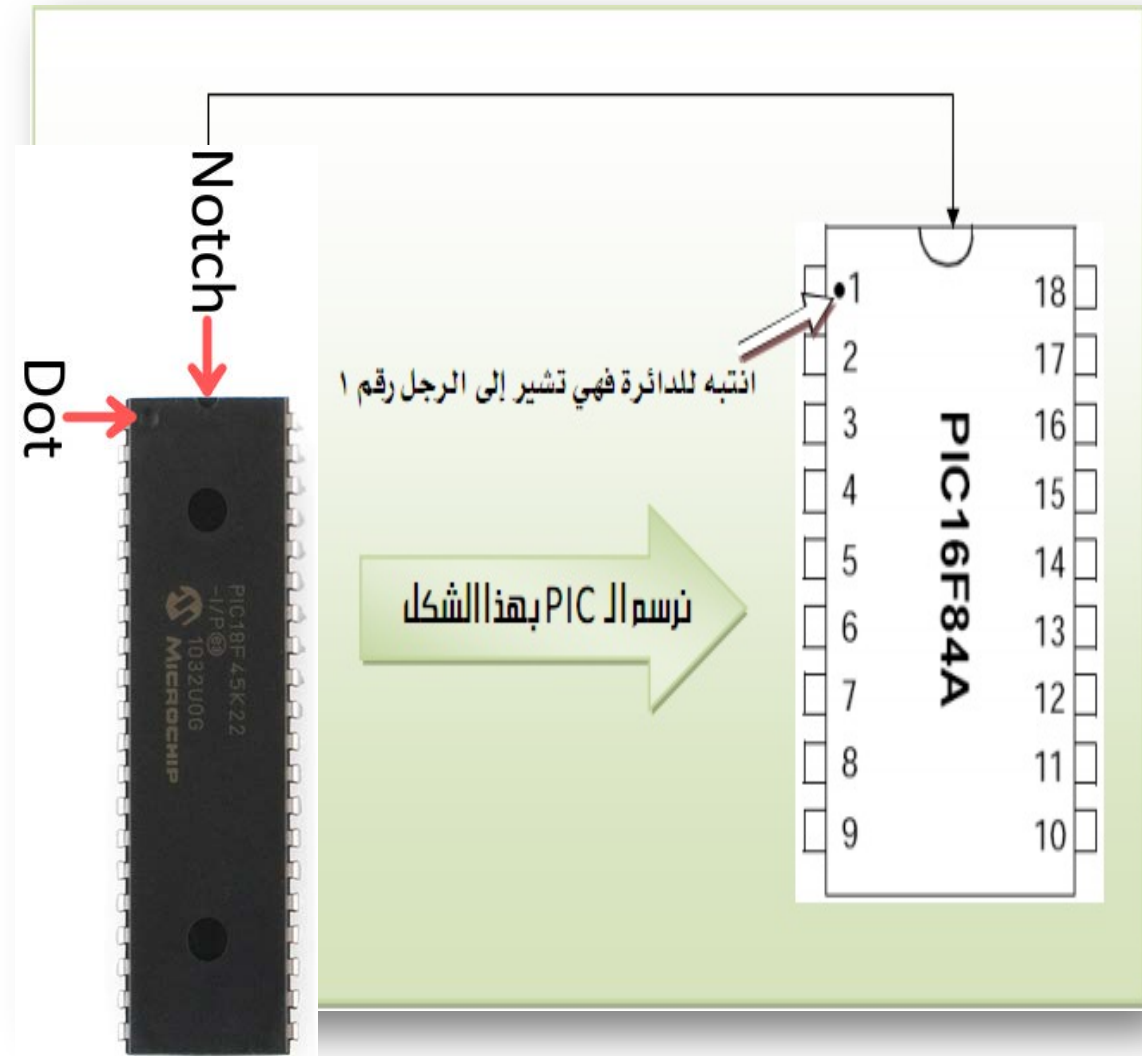 Notch
Dot
PIC18F45K22
-I/P e3
1032U0G
MICROCHIP
انتبه للدائرة فهي تشير إلى الرجل رقم ١
نرسم الـ PIC بهذا الشكل
1
2
3
4
5
6
7
8
9
PIC16F84A
18
17
16
15
14
13
12
11
10